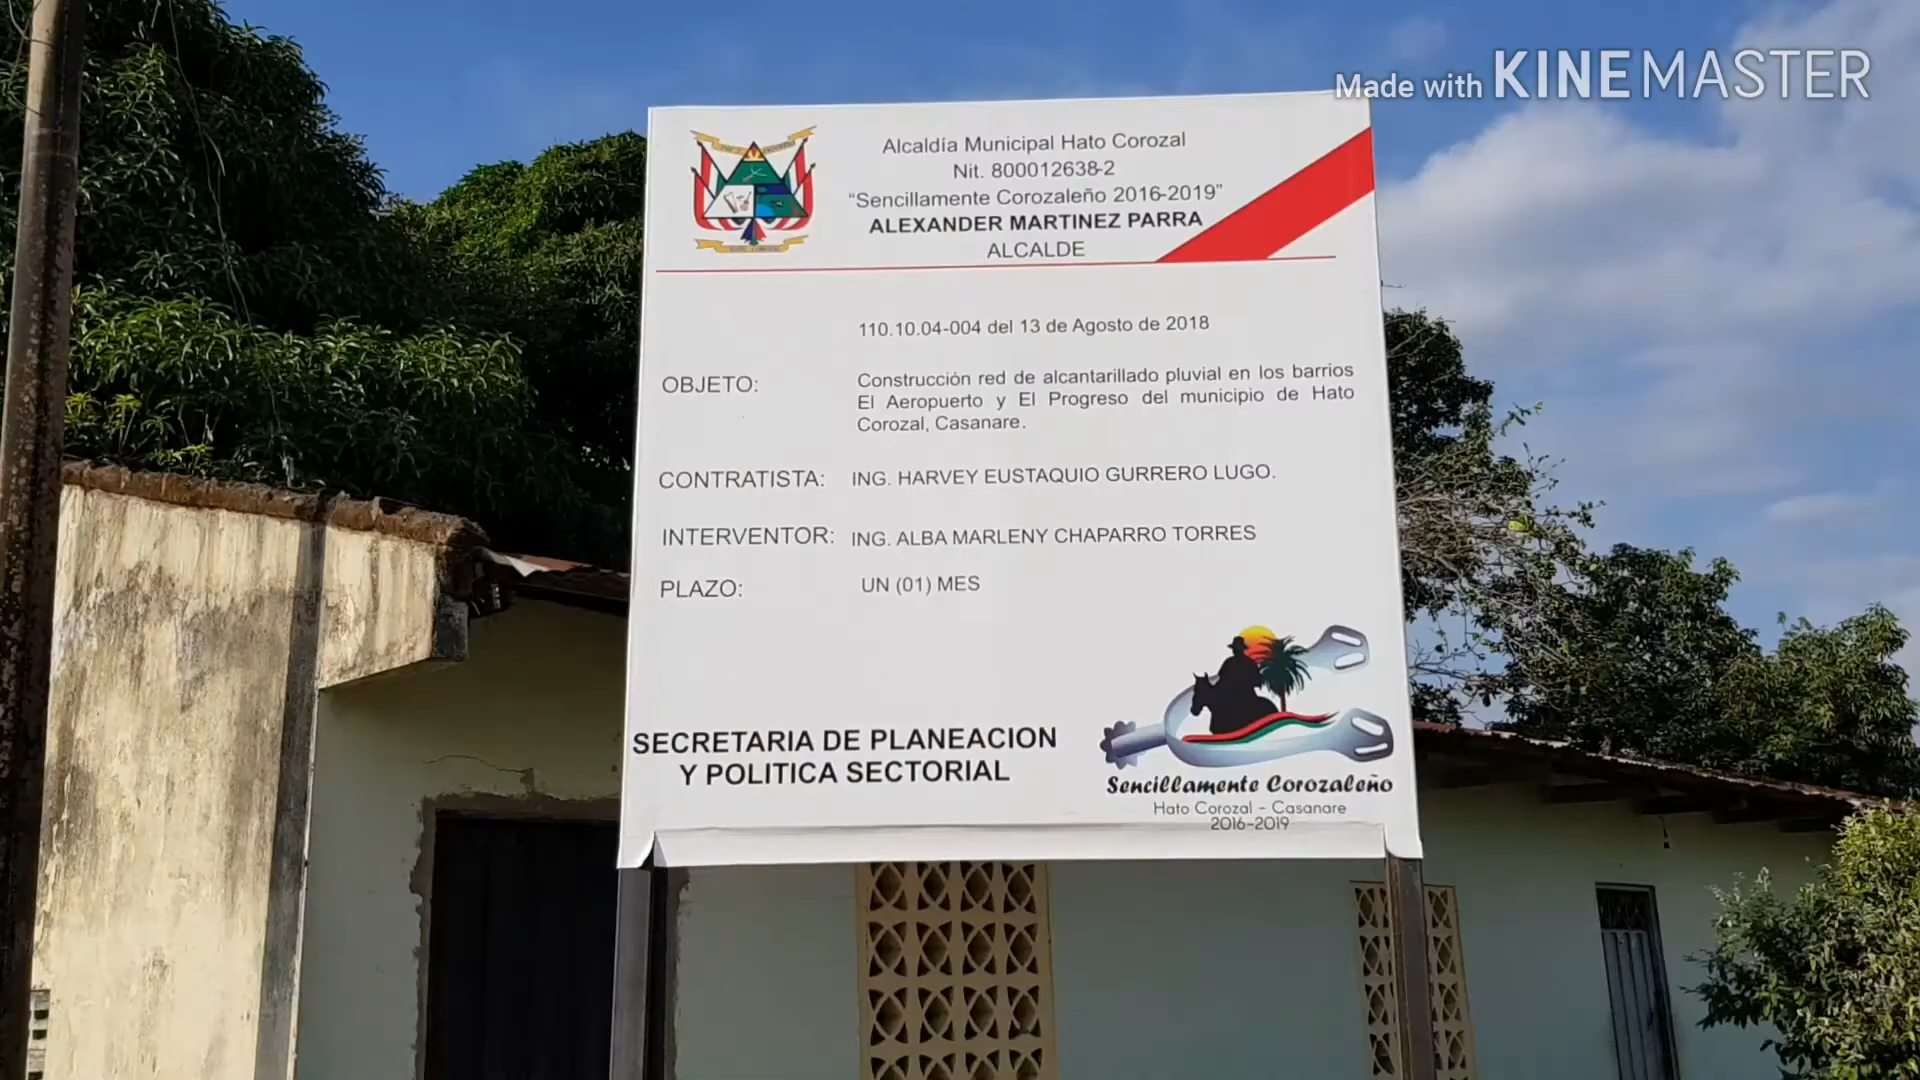 Made with KINEMASTER
Alcaldía Municipal Hato Corozal
Nit. 800012638-2
“Sencillamente Corozaleño 2016-2019”
ALEXANDER MARTINEZ PARRA
ALCALDE
110.10.04-004 del 13 de Agosto de 2018
OBJETO: Construcción red de alcantarillado pluvial en los barrios
El Aeropuerto y El Progreso del municipio de Hato
Corozal, Casanare.
CONTRATISTA: ING. HARVEY EUSTAQUIO GURRERO LUGO.
INTERVENTOR: ING. ALBA MARLENY CHAPARRO TORRES
PLAZO: UN (01) MES
SECRETARIA DE PLANEACION
Y POLITICA SECTORIAL
Sencillamente Corozaleño
Hato Corozal - Casanare
2016-2019